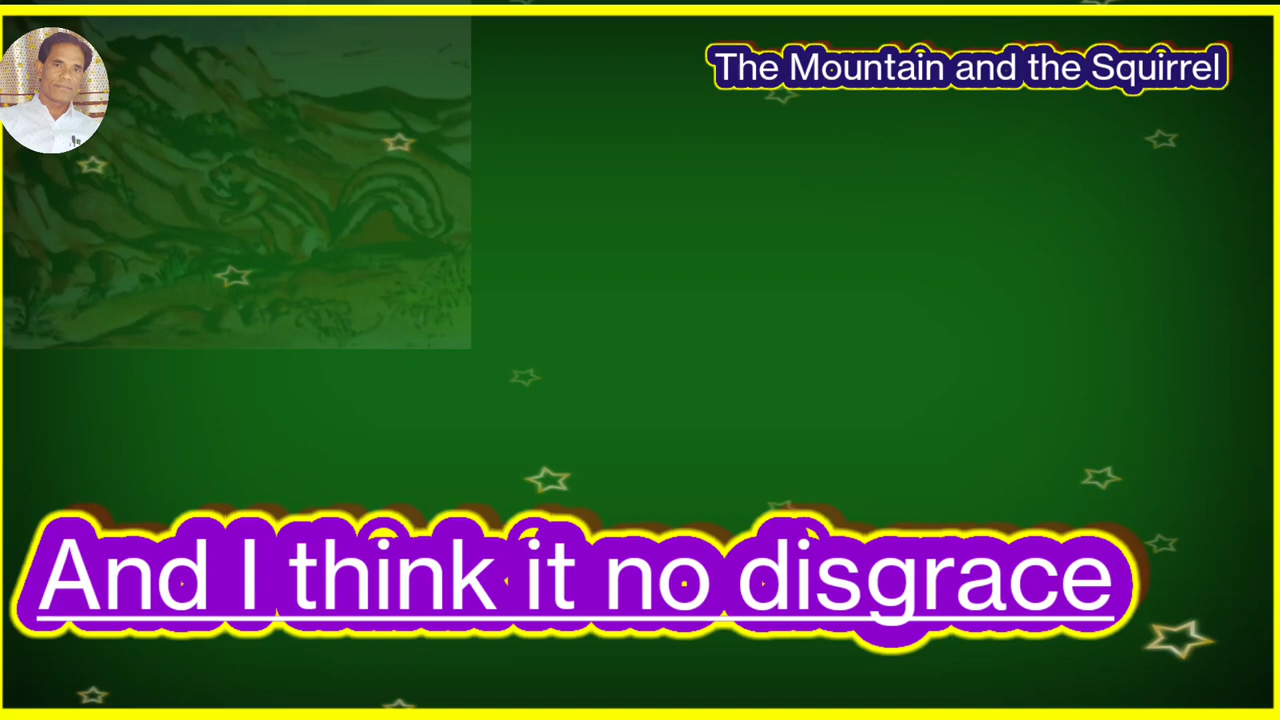 The Mountain and the Squirrel
And I think it no disgrace